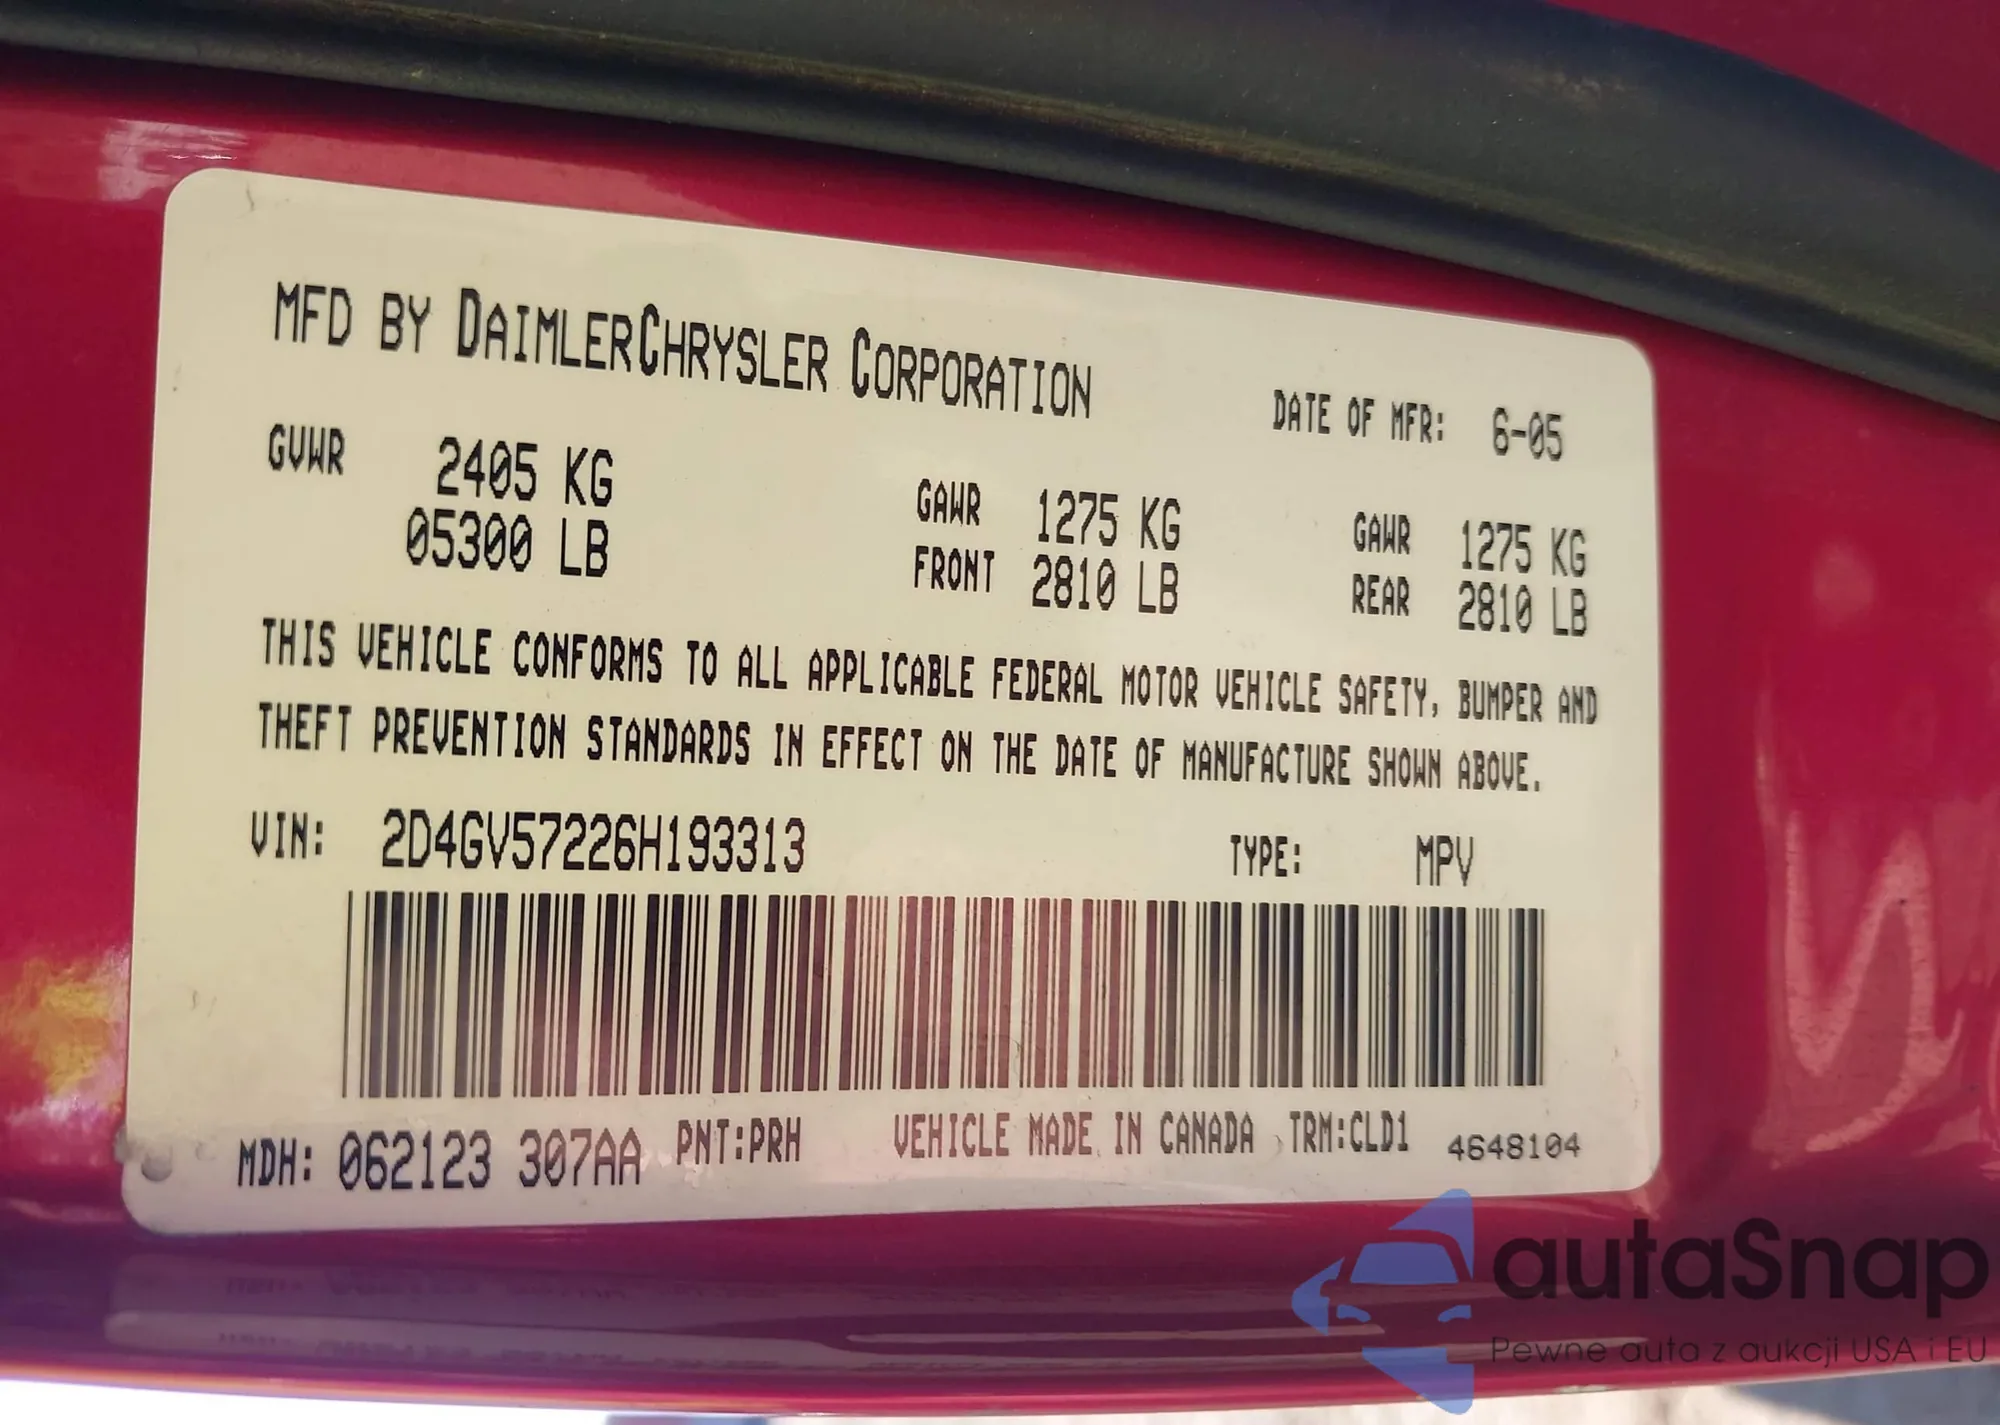 MFD BY DAIMLERCHRYSLER CORPORATION
DATE OF MFR: 6-05
GVWR 2405 KG
05300 LB
GAWR FRONT 1275 KG
2810 LB
GAWR REAR 1275 KG
2810 LB
THIS VEHICLE CONFORMS TO ALL APPLICABLE FEDERAL MOTOR VEHICLE SAFETY, BUMPER AND
THEFT PREVENTION STANDARDS IN EFFECT ON THE DATE OF MANUFACTURE SHOWN ABOVE.
VIN: 2D4GV57226H193313 TYPE: MPV
MDH: 062123 307AA PNT:PRH VEHICLE MADE IN CANADA TRM:CLD1 4648104
autaSnap
Pewne auta z aukcji USA i EU